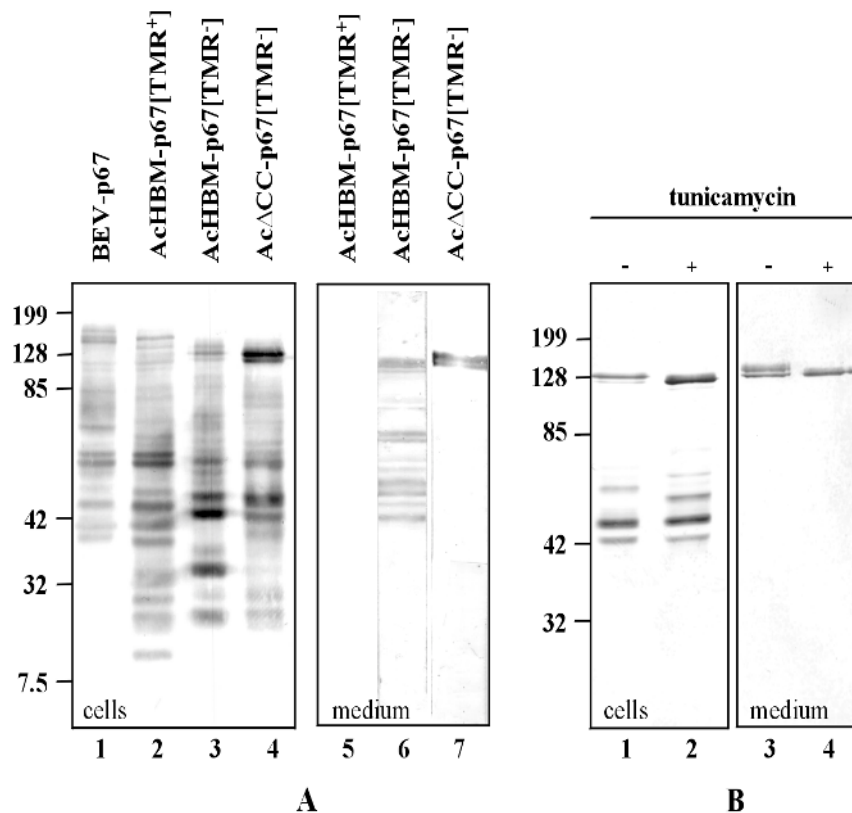 BEV-p67
AcHBM-p67[TMR⁺]
AcHBM-p67[TMR⁻]
AcΔCC-p67[TMR⁻]
AcHBM-p67[TMR⁺]
AcHBM-p67[TMR⁻]
AcΔCC-p67[TMR⁻]
199
128
85
42
32
7.5
cells
medium
1 2 3 4 5 6 7
A
tunicamycin
- + - +
199
128
85
42
32
cells
medium
1 2 3 4
B